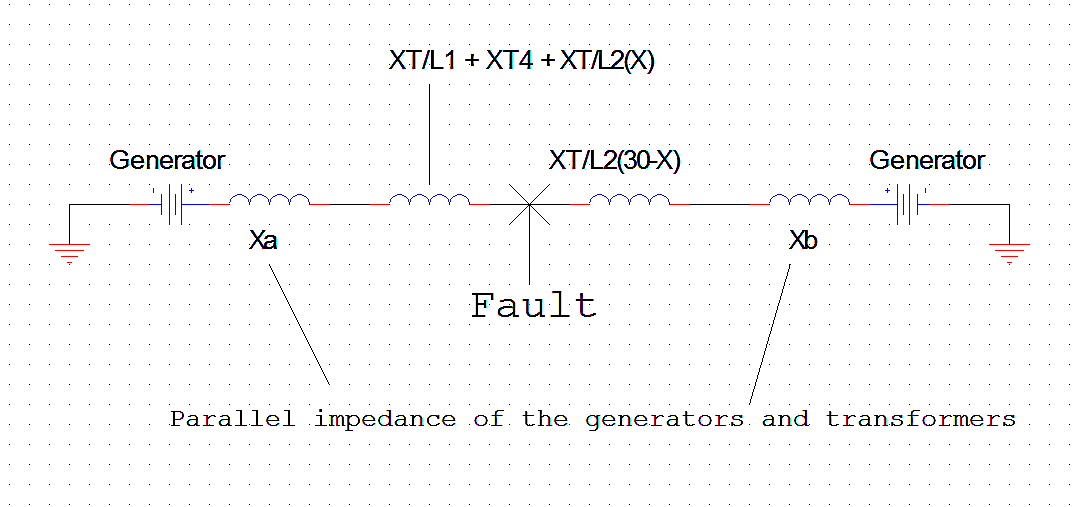 XT/L1 + XT4 + XT/L2(X)
Generator
XT/L2(30-X)
Generator
Xa
Xb
Fault
Parallel impedance of the generators and transformers